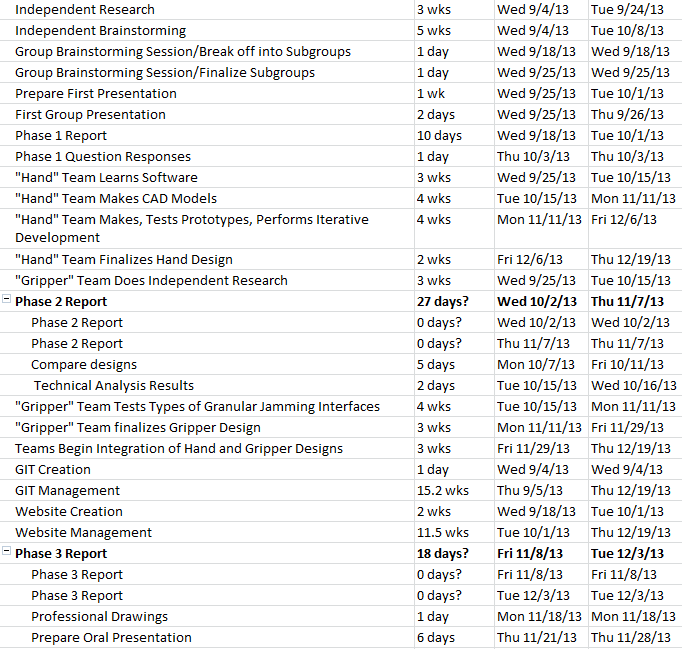 Independent Research 3 wks Wed 9/4/13 Tue 9/24/13
Independent Brainstorming 5 wks Wed 9/4/13 Tue 10/8/13
Group Brainstorming Session/Break off into Subgroups 1 day Wed 9/18/13 Wed 9/18/13
Group Brainstorming Session/Finalize Subgroups 1 day Wed 9/25/13 Wed 9/25/13
Prepare First Presentation 1 wk Wed 9/25/13 Tue 10/1/13
First Group Presentation 2 days Wed 9/25/13 Thu 9/26/13
Phase 1 Report 10 days Wed 9/18/13 Tue 10/1/13
Phase 1 Question Responses 1 day Thu 10/3/13 Thu 10/3/13
"Hand" Team Learns Software 3 wks Wed 9/25/13 Tue 10/15/13
"Hand" Team Makes CAD Models 4 wks Tue 10/15/13 Mon 11/11/13
"Hand" Team Makes, Tests Prototypes, Performs Iterative 4 wks Mon 11/11/13 Fri 12/6/13
Development
"Hand" Team Finalizes Hand Design 2 wks Fri 12/6/13 Thu 12/19/13
"Gripper" Team Does Independent Research 3 wks Wed 9/25/13 Tue 10/15/13
Phase 2 Report 27 days? Wed 10/2/13 Thu 11/7/13
Phase 2 Report 0 days? Wed 10/2/13 Wed 10/2/13
Phase 2 Report 0 days? Thu 11/7/13 Thu 11/7/13
Compare designs 5 days Mon 10/7/13 Fri 10/11/13
Technical Analysis Results 2 days Tue 10/15/13 Wed 10/16/13
"Gripper" Team Tests Types of Granular Jamming Interfaces 4 wks Tue 10/15/13 Mon 11/11/13
"Gripper" Team finalizes Gripper Design 3 wks Mon 11/11/13 Fri 11/29/13
Teams Begin Integration of Hand and Gripper Designs 3 wks Fri 11/29/13 Thu 12/19/13
GIT Creation 1 day Wed 9/4/13 Wed 9/4/13
GIT Management 15.2 wks Thu 9/5/13 Thu 12/19/13
Website Creation 2 wks Wed 9/18/13 Tue 10/1/13
Website Management 11.5 wks Tue 10/1/13 Thu 12/19/13
Phase 3 Report 18 days? Fri 11/8/13 Tue 12/3/13
Phase 3 Report 0 days? Fri 11/8/13 Fri 11/8/13
Phase 3 Report 0 days? Tue 12/3/13 Tue 12/3/13
Professional Drawings 1 day Mon 11/18/13 Mon 11/18/13
Prepare Oral Presentation 6 days Thu 11/21/13 Thu 11/28/13